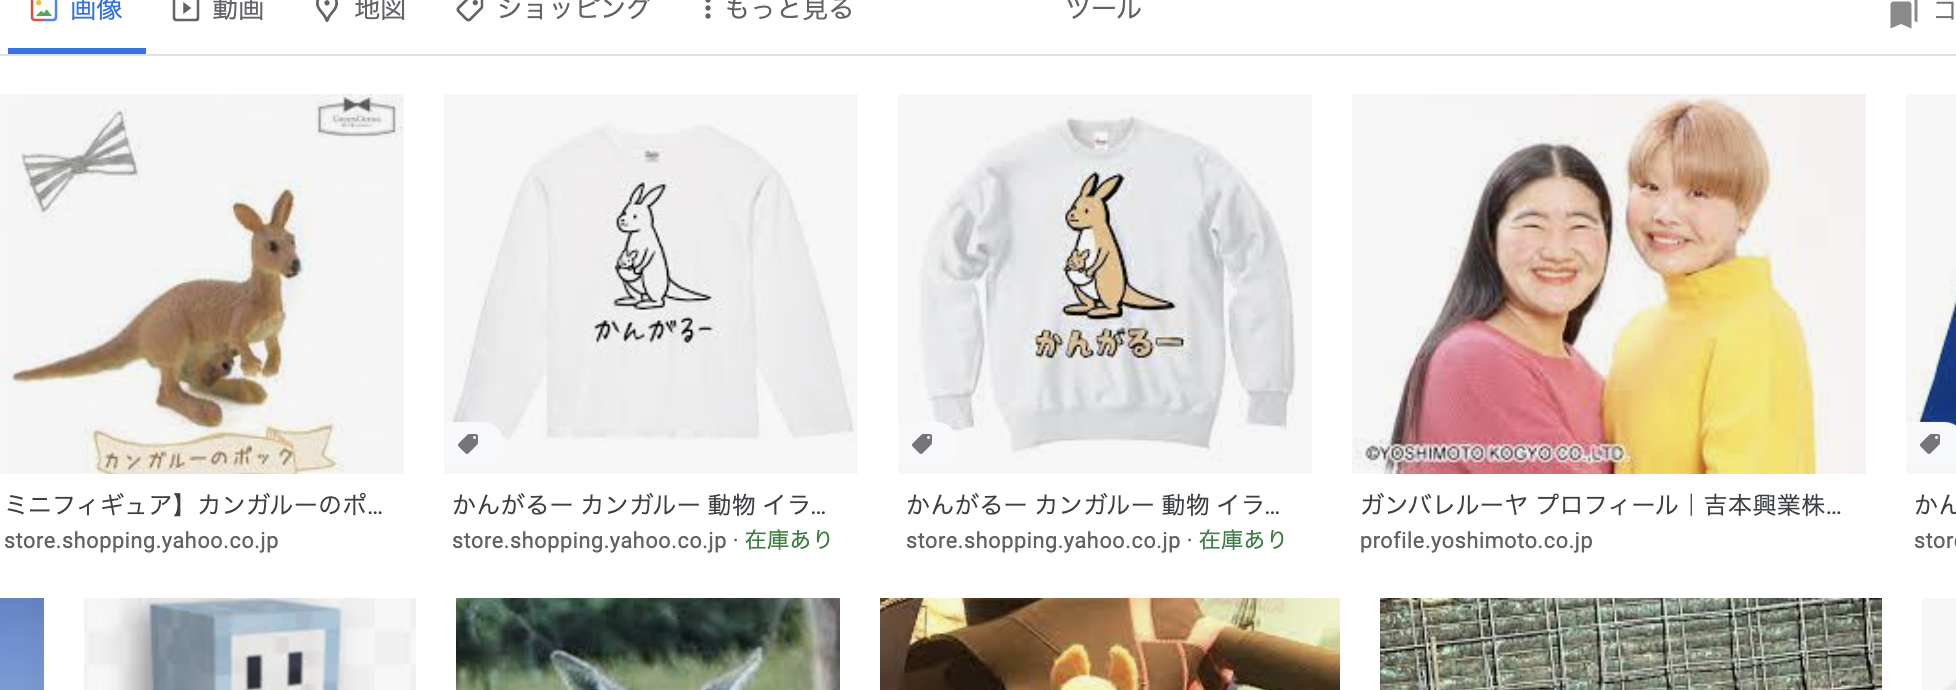 画像 動画 地図 ショッピング もっと見る ツール コ
カンガルーのポック
かんがるー
かんがるー
©YOSHIMOTO KOGYO CO.,LTD.
ミニフィギュア】カンガルーのポ...
store.shopping.yahoo.co.jp
かんがるー カンガルー 動物 イラ...
store.shopping.yahoo.co.jp · 在庫あり
かんがるー カンガルー 動物 イラ...
store.shopping.yahoo.co.jp · 在庫あり
ガンバレルーヤ プロフィール｜吉本興業株...
profile.yoshimoto.co.jp
かん
stor